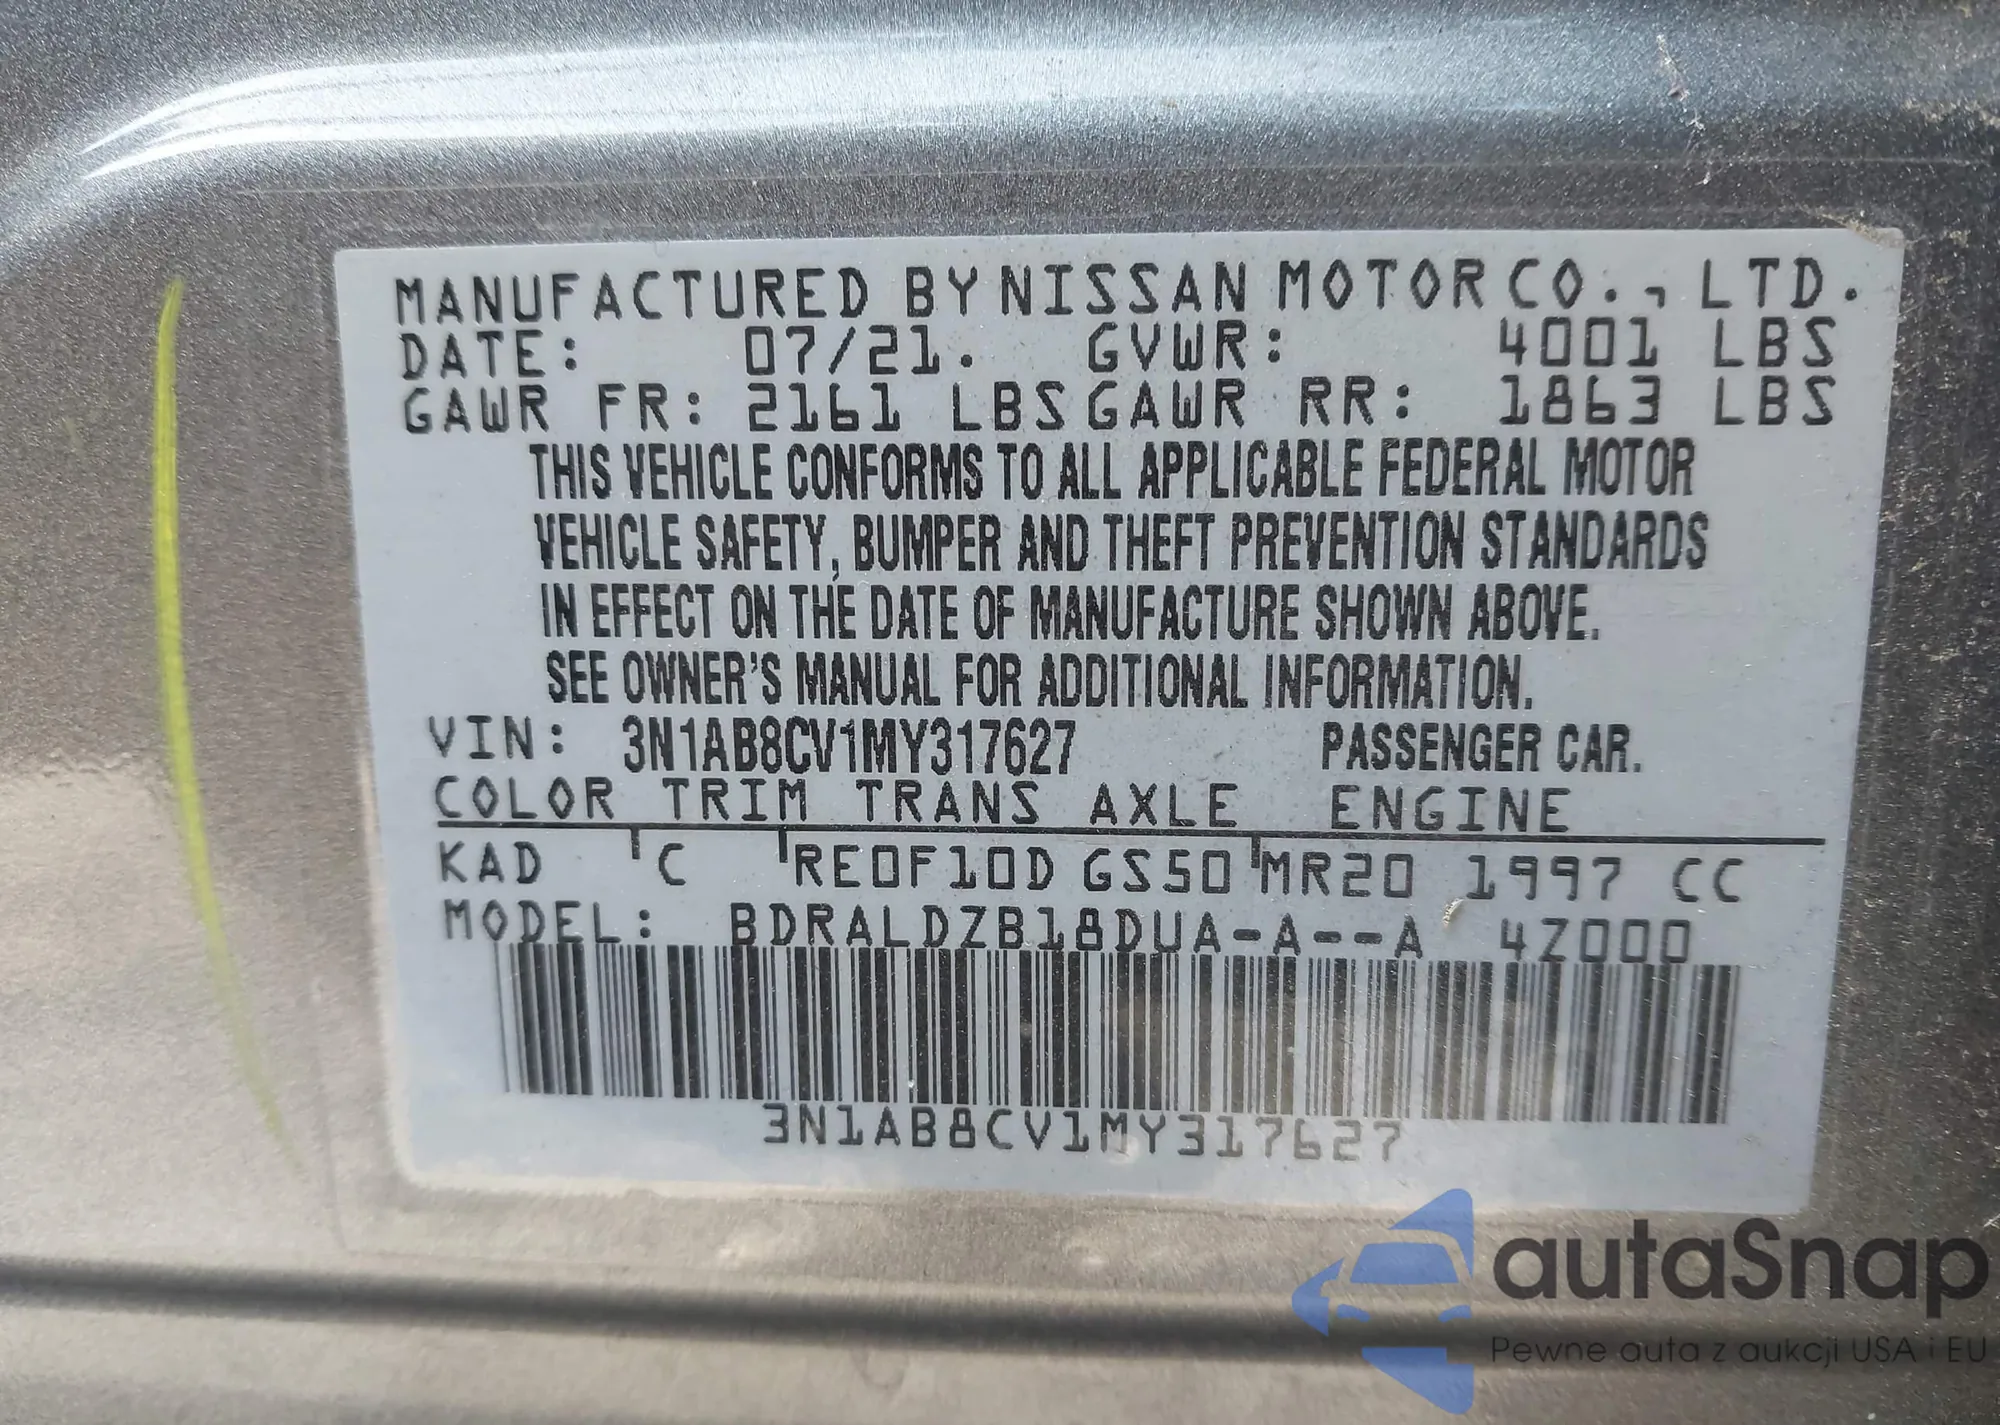 MANUFACTURED BY NISSAN MOTOR CO., LTD.
DATE: 07/21. GVWR: 4001 LBS
GAWR FR: 2161 LBS GAWR RR: 1863 LBS
THIS VEHICLE CONFORMS TO ALL APPLICABLE FEDERAL MOTOR
VEHICLE SAFETY, BUMPER AND THEFT PREVENTION STANDARDS
IN EFFECT ON THE DATE OF MANUFACTURE SHOWN ABOVE.
SEE OWNER'S MANUAL FOR ADDITIONAL INFORMATION.
VIN: 3N1AB8CV1MY317627 PASSENGER CAR.
COLOR TRIM TRANS AXLE ENGINE
KAD C RE0F10D GS50 MR20 1997 CC
MODEL: BDRALDZB18DUA-A--A 4Z000
3N1AB8CV1MY317627
autaSnap
Pewne auta z aukcji USA i EU